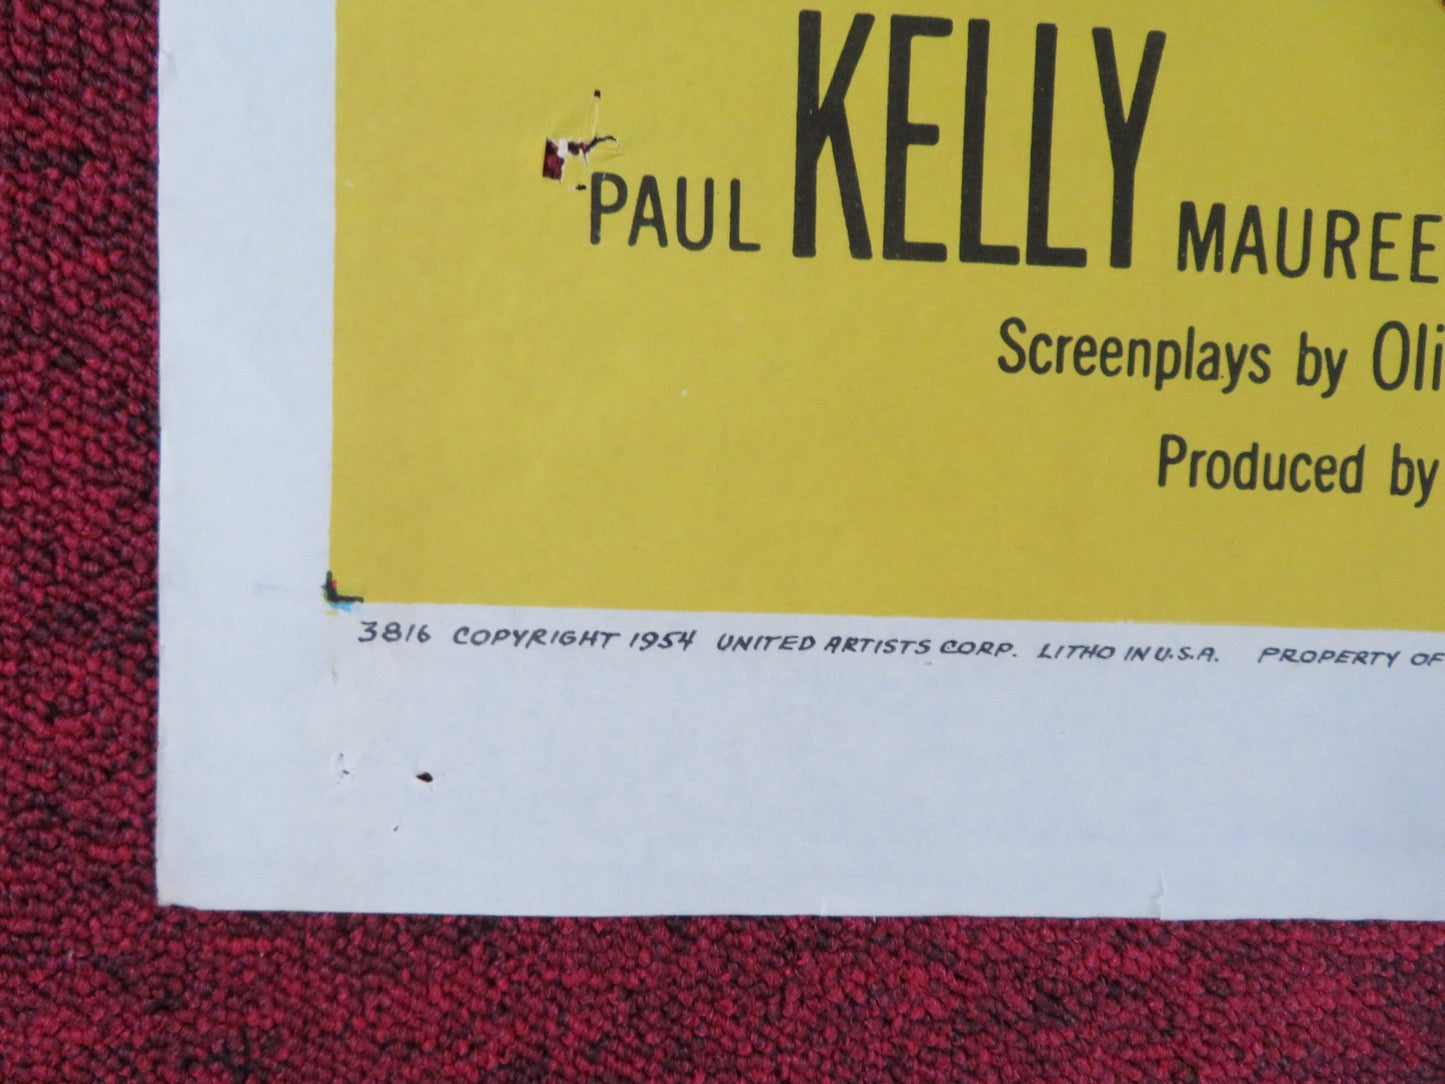 PAUL KELLY MAUREE
Screenplays by Oli
Produced by
3816 COPYRIGHT 1954 UNITED ARTISTS CORP. LITHO IN U.S.A. PROPERTY OF